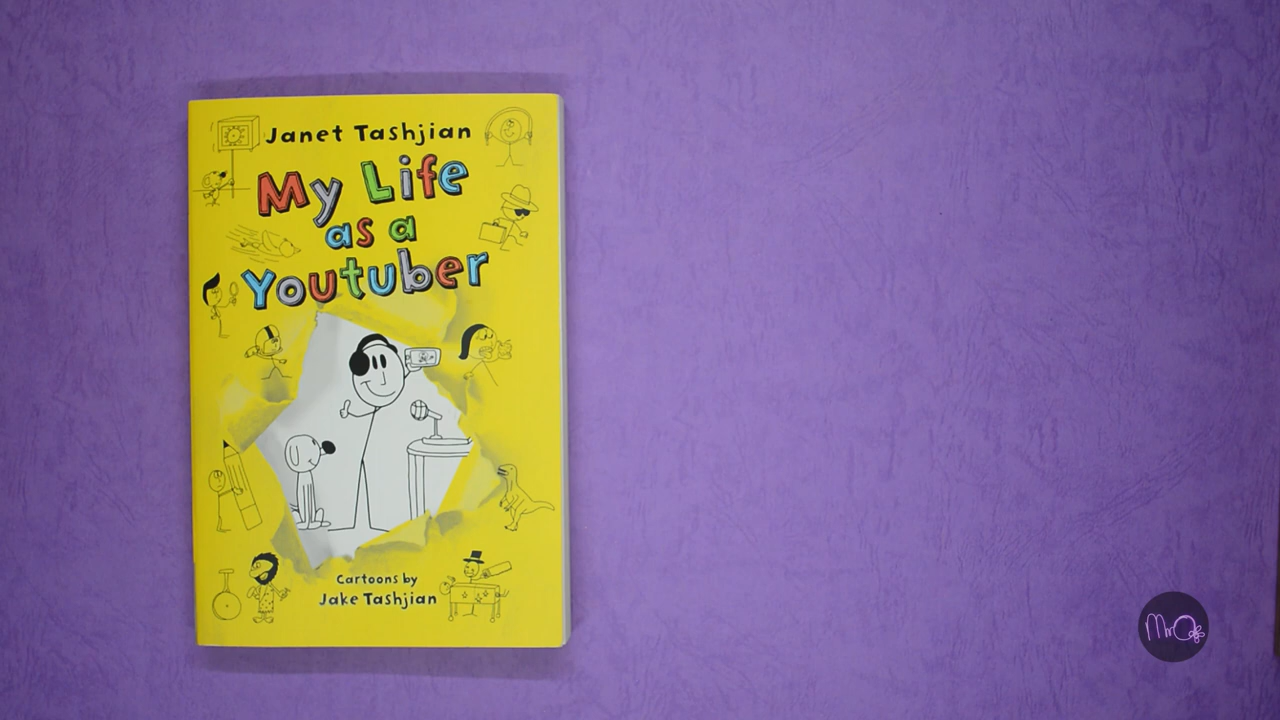 Janet Tashjian
My Life
as a
Youtuber
Cartoons by
Jake Tashjian